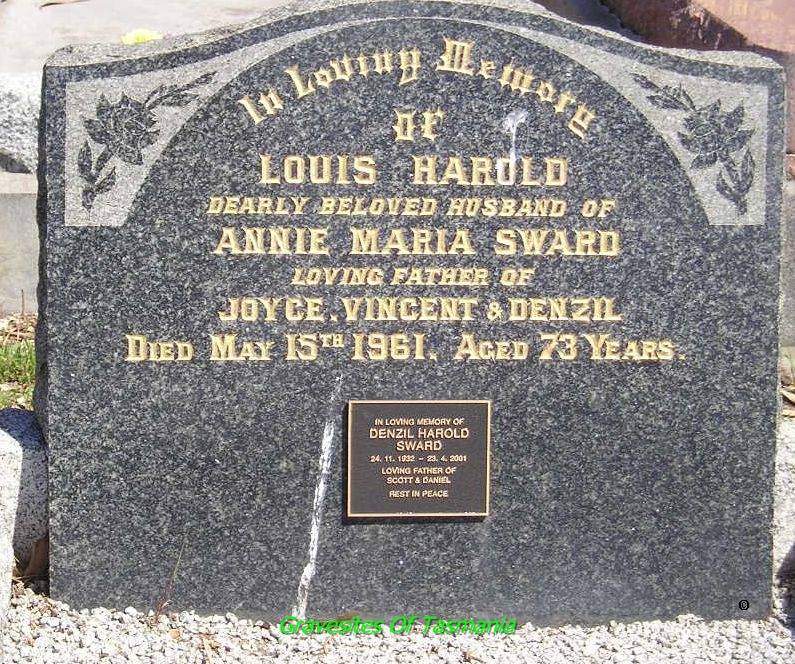 In Loving Memory
OF
LOUIS HAROLD
DEARLY BELOVED HUSBAND OF
ANNIE MARIA SWARD
LOVING FATHER OF
JOYCE, VINCENT & DENZIL
DIED MAY 15TH 1961. AGED 73 YEARS.
IN LOVING MEMORY OF
DENZIL HAROLD
SWARD
24. 11. 1932 – 23. 4. 2001
LOVING FATHER OF
SCOTT & DANIEL
REST IN PEACE
Gravesites Of Tasmania
©